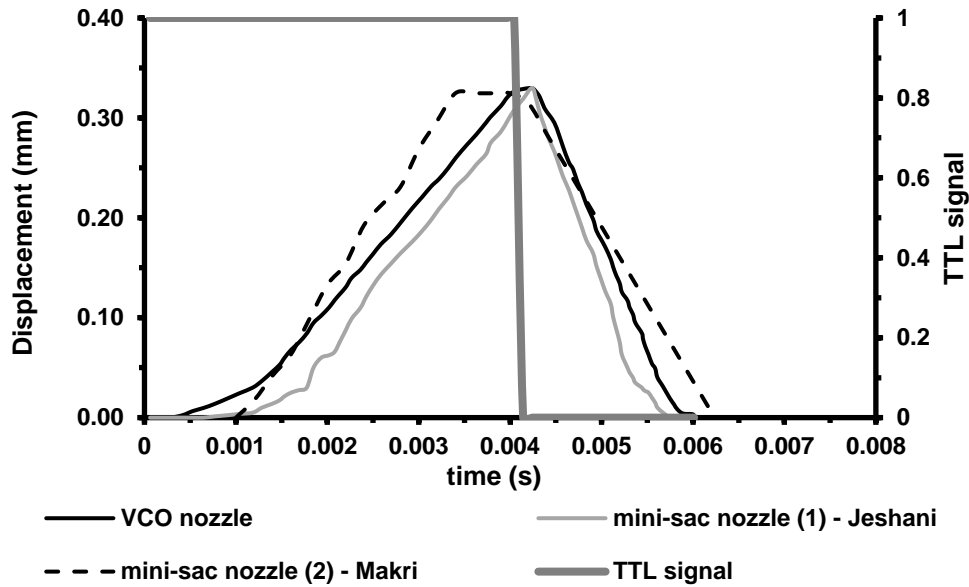 0.40
0.30
0.20
0.10
0.00
Displacement (mm)
1
0.8
0.6
0.4
0.2
0
TTL signal
0 0.001 0.002 0.003 0.004 0.005 0.006 0.007 0.008
time (s)
VCO nozzle mini-sac nozzle (1) - Jeshani
mini-sac nozzle (2) - Makri TTL signal